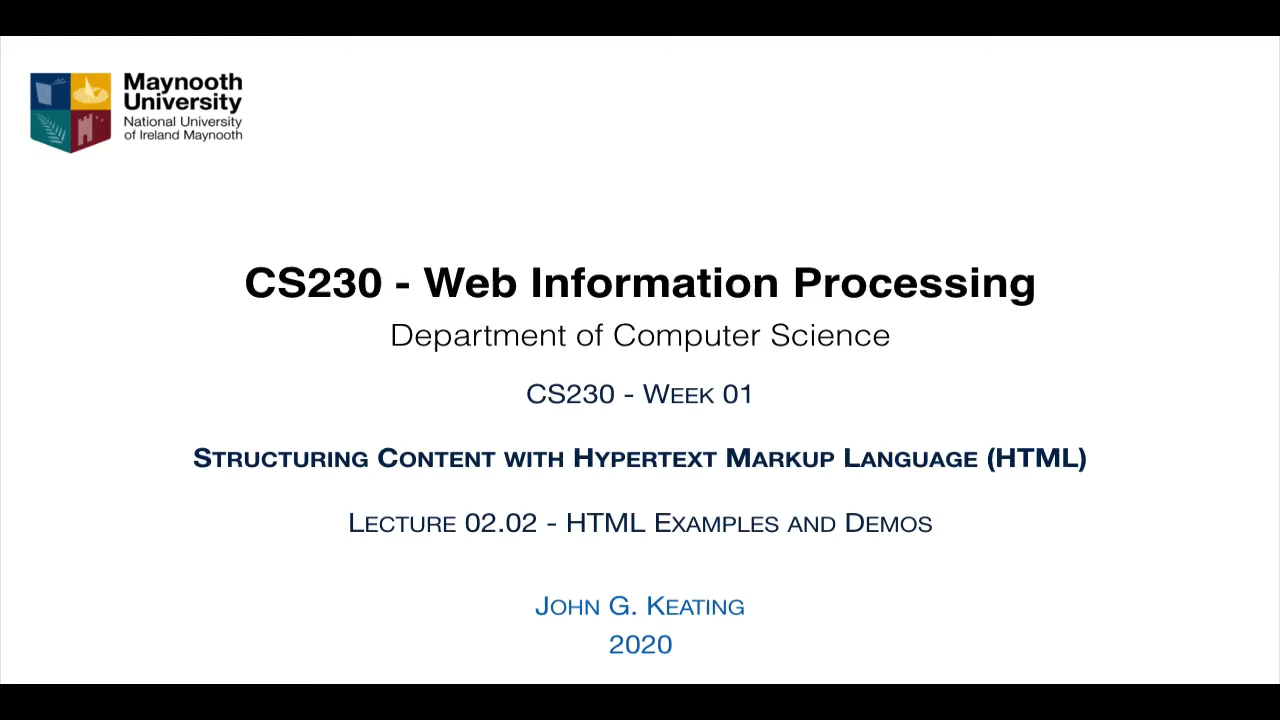 Maynooth
University
National University
of Ireland Maynooth
CS230 - Web Information Processing
Department of Computer Science
CS230 - Week 01
Structuring Content with Hypertext Markup Language (HTML)
Lecture 02.02 - HTML Examples and Demos
John G. Keating
2020